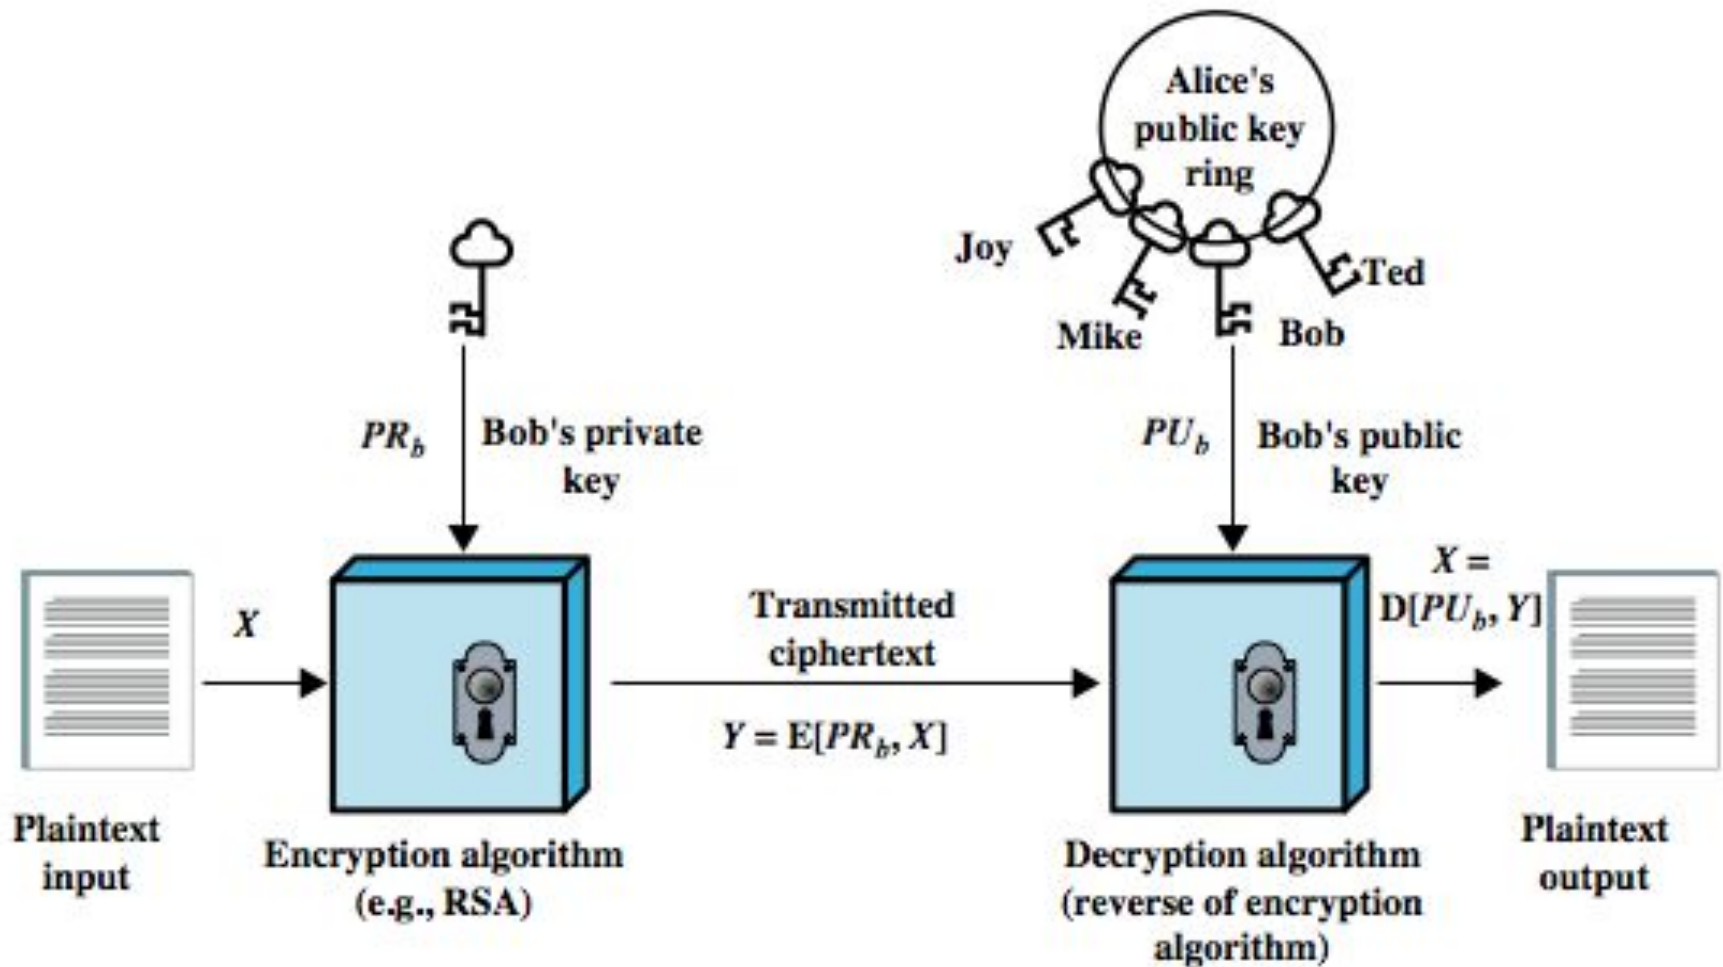 Alice's
public key
ring
Joy
Ted
Mike
Bob
PR_b
Bob's private
key
PU_b
Bob's public
key
X
Transmitted
ciphertext
Y = E[PR_b, X]
X =
D[PU_b, Y]
Plaintext
input
Encryption algorithm
(e.g., RSA)
Decryption algorithm
(reverse of encryption
algorithm)
Plaintext
output